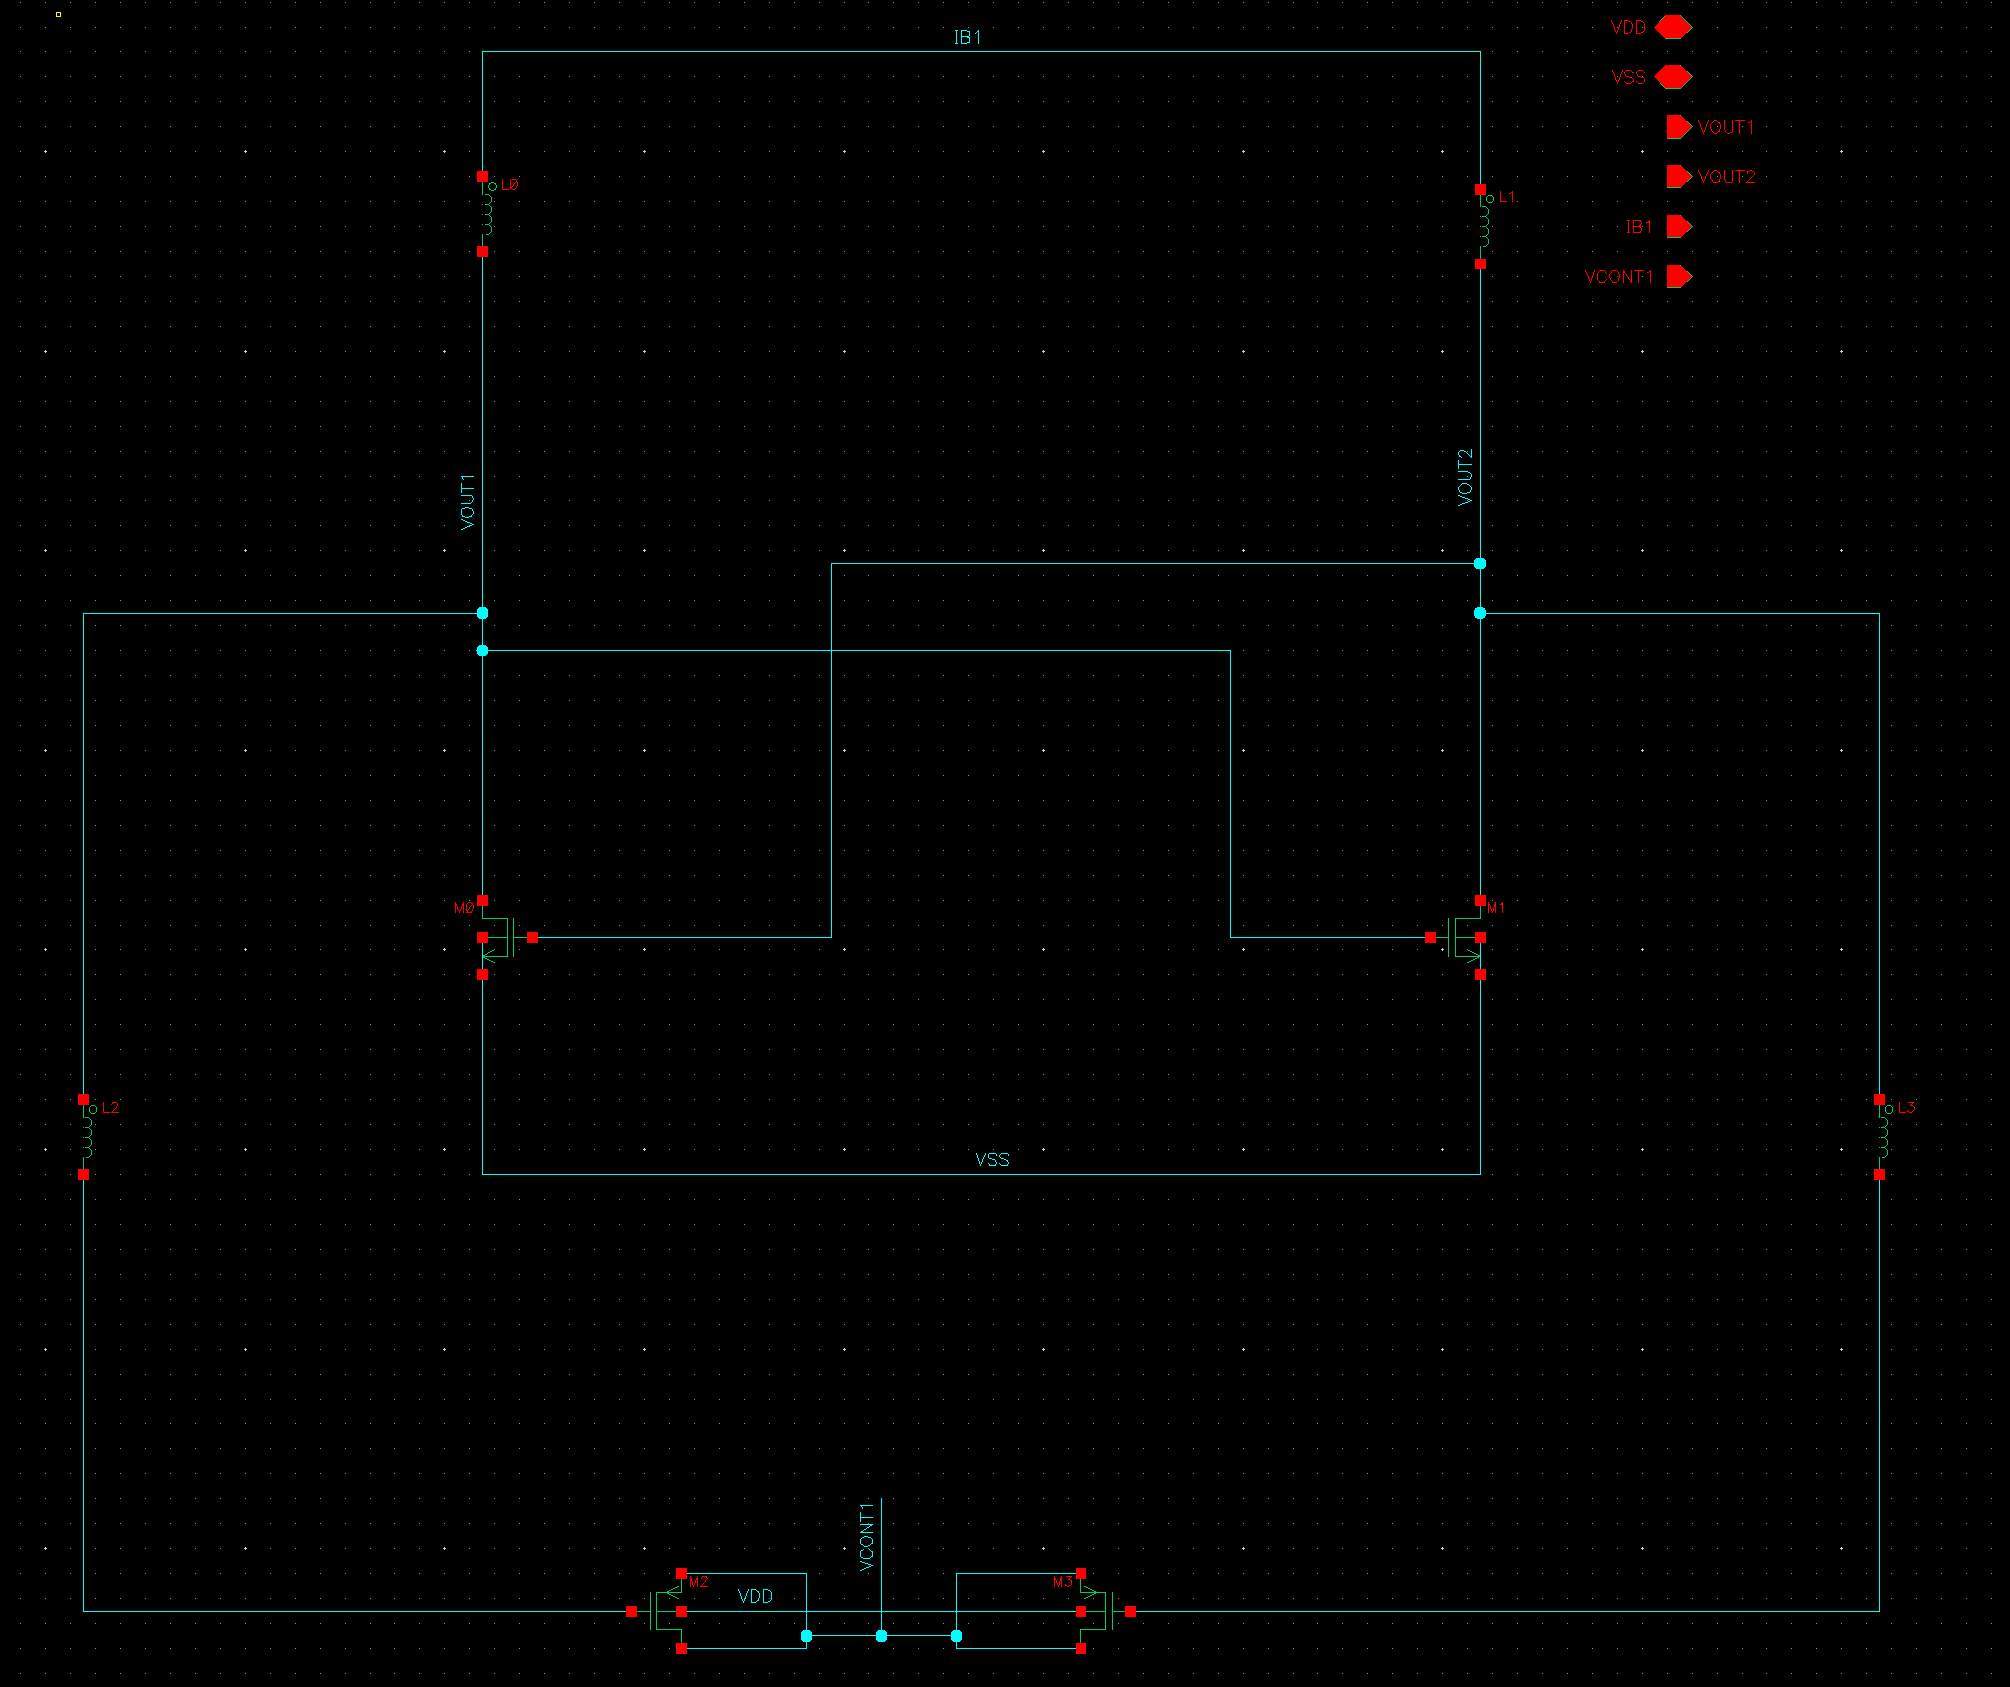 IB1
VDD
VSS
VOUT1
VOUT2
IB1
VCONT1
L0
L1
VOUT1
VOUT2
M0
M1
L2
L3
VSS
VCONT1
M2
VDD
M3